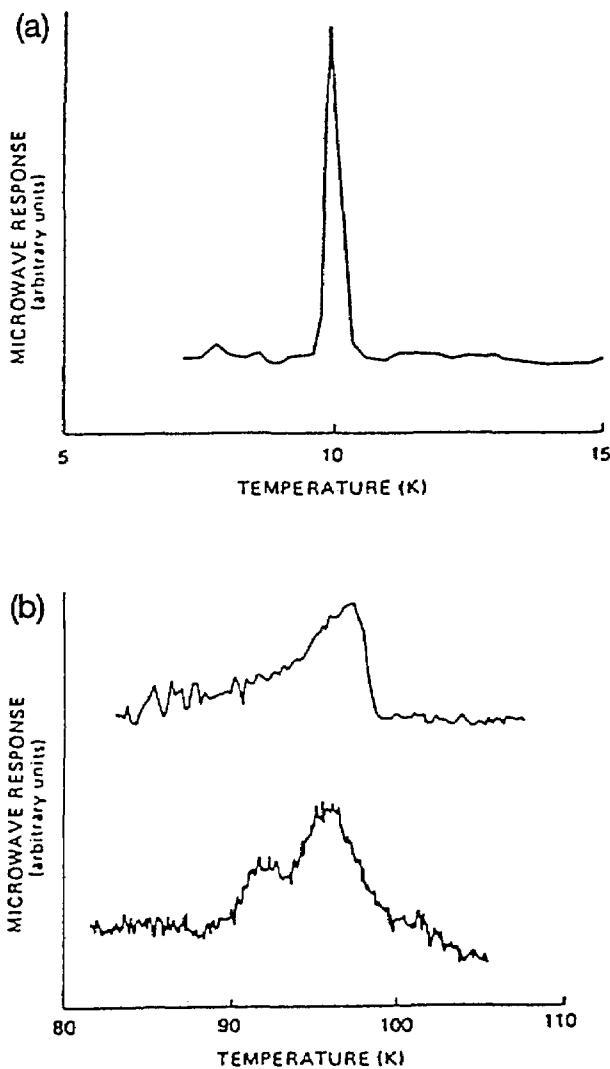 (a)
MICROWAVE RESPONSE
(arbitrary units)
5
10
15
TEMPERATURE (K)
(b)
MICROWAVE RESPONSE
(arbitrary units)
80
90
100
110
TEMPERATURE (K)